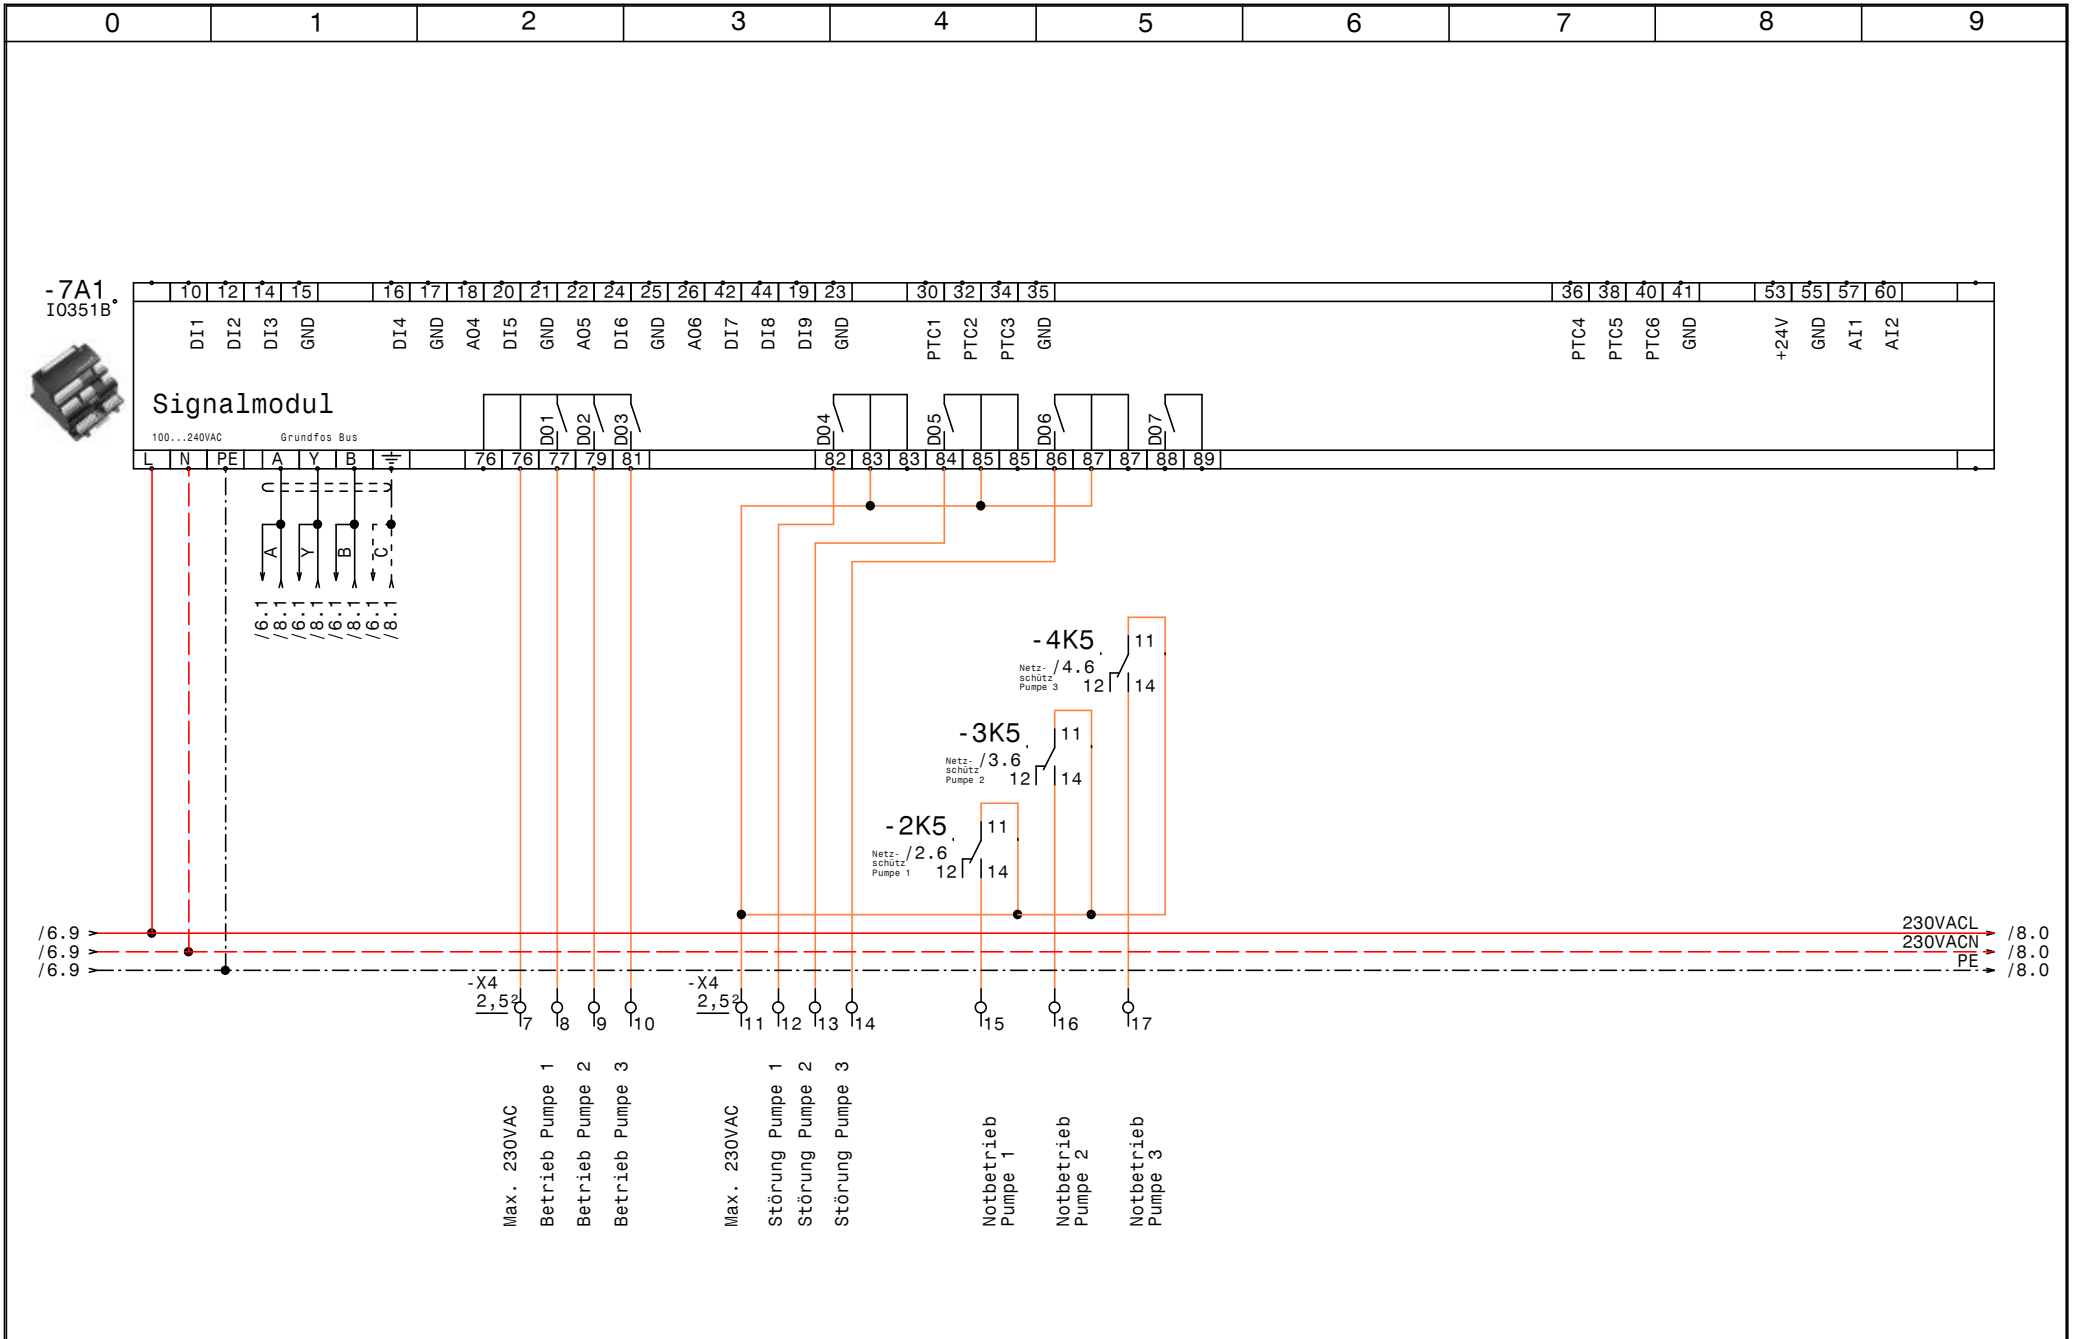 0 1 2 3 4 5 6 7 8 9
-7A1
IO351B
10 12 14 15 16 17 18 20 21 22 24 25 26 42 44 19 23 30 32 34 35 36 38 40 41 53 55 57 60
DI1 DI2 DI3 GND DI4 GND AO4 DI5 GND AO5 DI6 GND AO6 DI7 DI8 DI9 GND PTC1 PTC2 PTC3 GND PTC4 PTC5 PTC6 GND +24V GND AI1 AI2
Signalmodul
DO1 DO2 DO3 DO4 DO5 DO6 DO7
100...240VAC Grundfos Bus
L N PE A Y B 76 76 77 79 81 82 83 83 84 85 85 86 87 87 88 89
A Y B C
/6.1 /8.1 /6.1 /8.1 /6.1 /8.1 /6.1 /8.1
-4K5 11
/4.6
Netz-
schütz
Pumpe 3
12 14
-3K5 11
/3.6
Netz-
schütz
Pumpe 2
12 14
-2K5 11
/2.6
Netz-
schütz
Pumpe 1
12 14
/6.9 230VACL /8.0
/6.9 230VACN /8.0
/6.9 PE /8.0
-X4 -X4
2,5² 2,5²
7 8 9 10 11 12 13 14 15 16 17
Max. 230VAC
Betrieb Pumpe 1
Betrieb Pumpe 2
Betrieb Pumpe 3
Max. 230VAC
Störung Pumpe 1
Störung Pumpe 2
Störung Pumpe 3
Notbetrieb
Pumpe 1
Notbetrieb
Pumpe 2
Notbetrieb
Pumpe 3